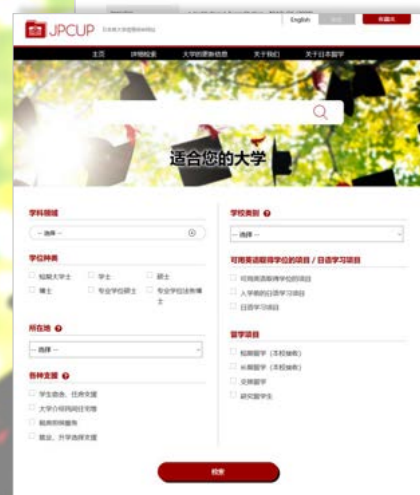 English
JPCUP
主页 详细检索 大学的更新信息 关于我们 关于日本留学
适合您的大学
学科领域
-- 选择 --
学位种类
短期大学士 学士 硕士
博士 专业学位硕士 专业学位法务博士
所在地
-- 选择 --
各种支援
学生宿舍、住房支援
大学介绍民间住宅等
就业、升学选择支援
学校类别
-- 选择 --
可用英语取得学位的项目 / 日语学习项目
可用英语取得学位的项目
入学前的日语学习项目
日语学习项目
留学项目
短期留学（本校接收）
长期留学（本校接收）
交换留学
研究留学生
检索